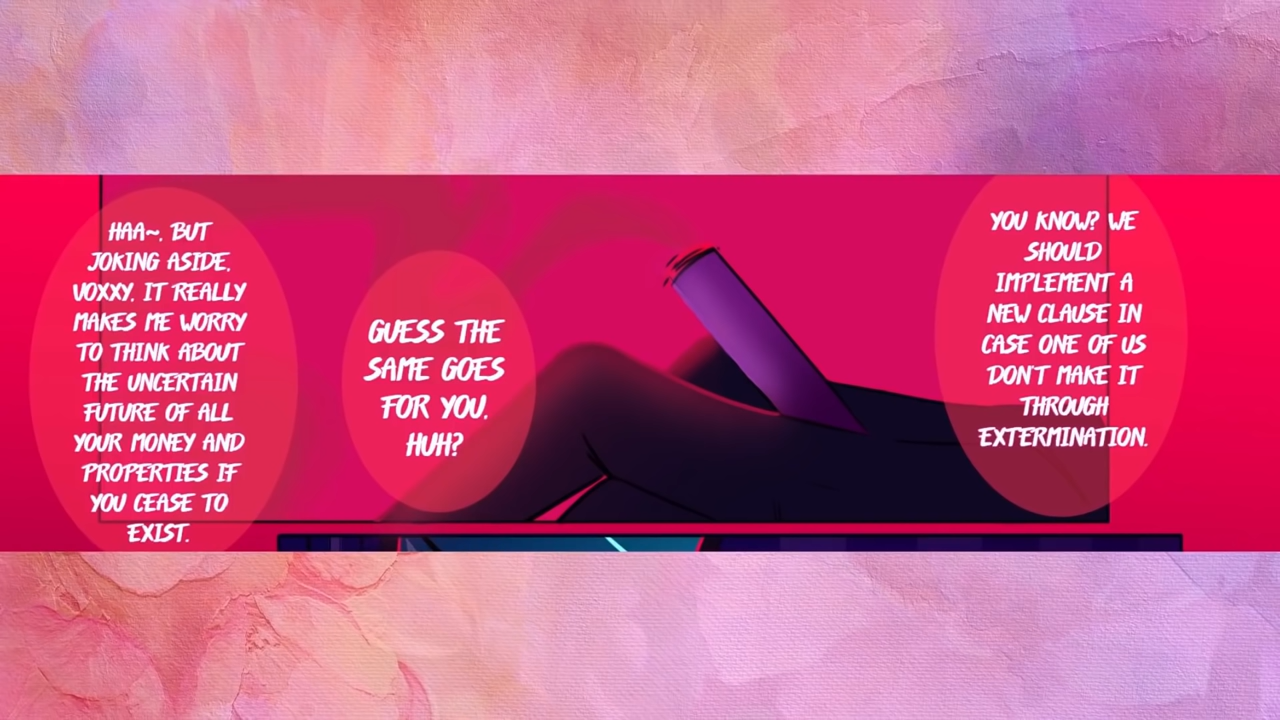 HAA~, BUT
JOKING ASIDE,
VOXXY, IT REALLY
MAKES ME WORRY
TO THINK ABOUT
THE UNCERTAIN
FUTURE OF ALL
YOUR MONEY AND
PROPERTIES IF
YOU CEASE TO
EXIST.
GUESS THE
SAME GOES
FOR YOU,
HUH?
YOU KNOW? WE
SHOULD
IMPLEMENT A
NEW CLAUSE IN
CASE ONE OF US
DON'T MAKE IT
THROUGH
EXTERMINATION.